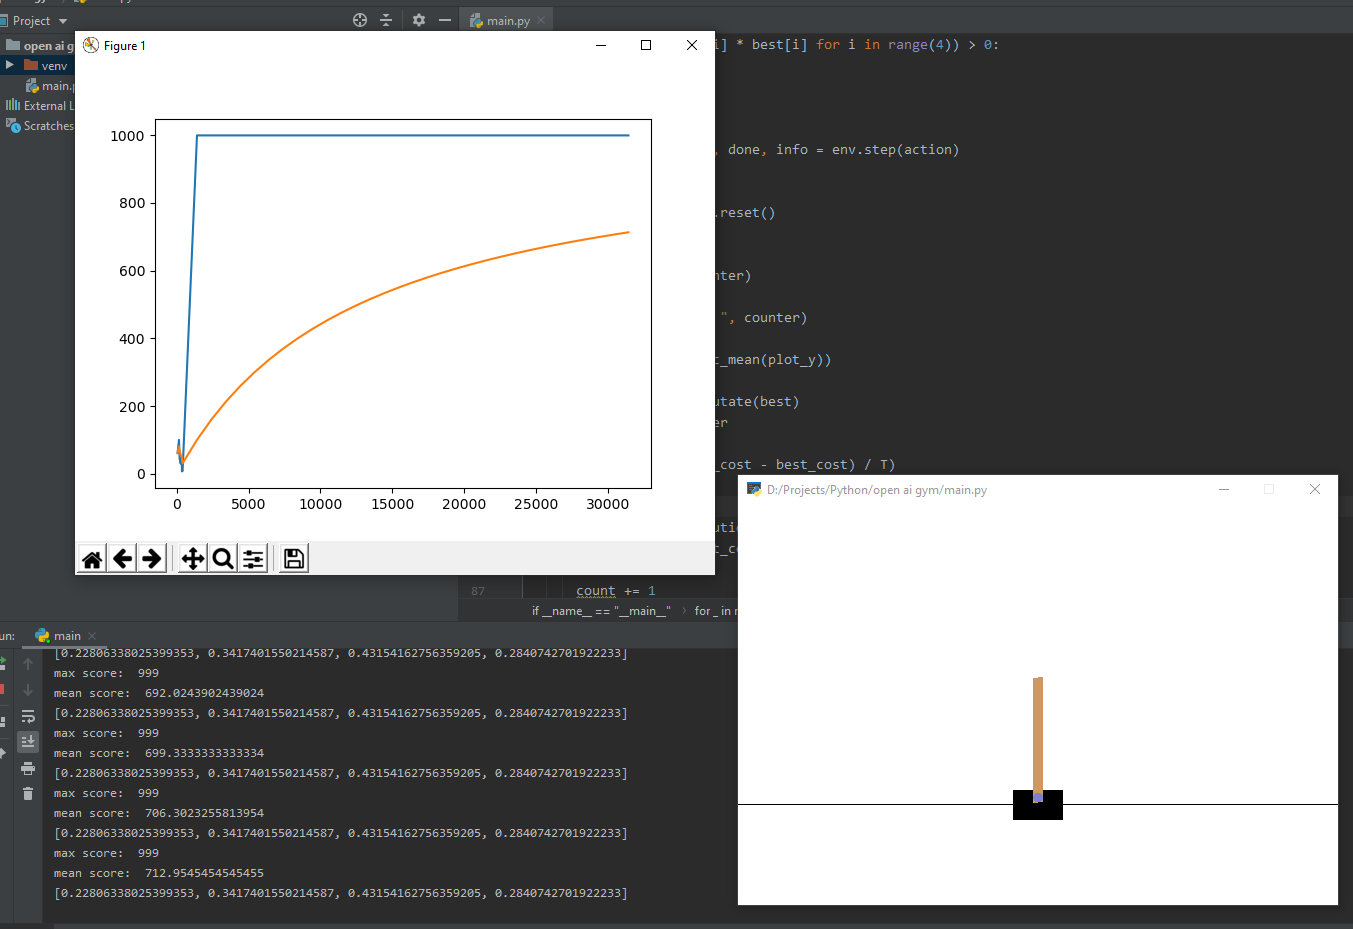 Project
main.py
open ai g
venv
main.
External L
Scratches
Figure 1
1000
800
600
400
200
0
0 5000 10000 15000 20000 25000 30000
i] * best[i] for i in range(4)) > 0:
, done, info = env.step(action)
.reset()
nter)
", counter)
t_mean(plot_y))
utate(best)
er
_cost - best_cost) / T)
uti
t_c
87 count += 1
if __name__ == "__main__" › for _ in r
D:/Projects/Python/open ai gym/main.py
un: main
[0.22806338025399353, 0.3417401550214587, 0.43154162756359205, 0.2840742701922233]
max score: 999
mean score: 692.0243902439024
[0.22806338025399353, 0.3417401550214587, 0.43154162756359205, 0.2840742701922233]
max score: 999
mean score: 699.3333333333334
[0.22806338025399353, 0.3417401550214587, 0.43154162756359205, 0.2840742701922233]
max score: 999
mean score: 706.3023255813954
[0.22806338025399353, 0.3417401550214587, 0.43154162756359205, 0.2840742701922233]
max score: 999
mean score: 712.9545454545455
[0.22806338025399353, 0.3417401550214587, 0.43154162756359205, 0.2840742701922233]